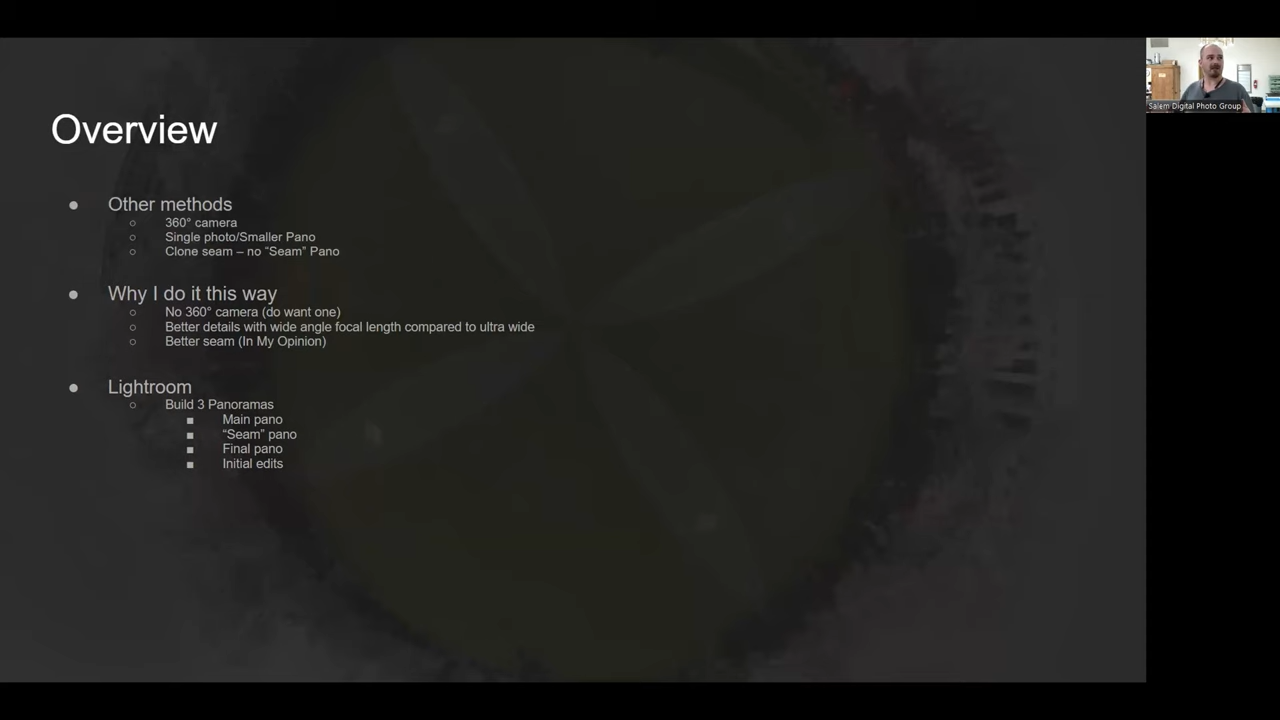 Overview
● Other methods
○ 360° camera
○ Single photo/Smaller Pano
○ Clone seam – no “Seam” Pano
● Why I do it this way
○ No 360° camera (do want one)
○ Better details with wide angle focal length compared to ultra wide
○ Better seam (In My Opinion)
● Lightroom
○ Build 3 Panoramas
■ Main pano
■ “Seam” pano
■ Final pano
■ Initial edits
Salem Digital Photo Group